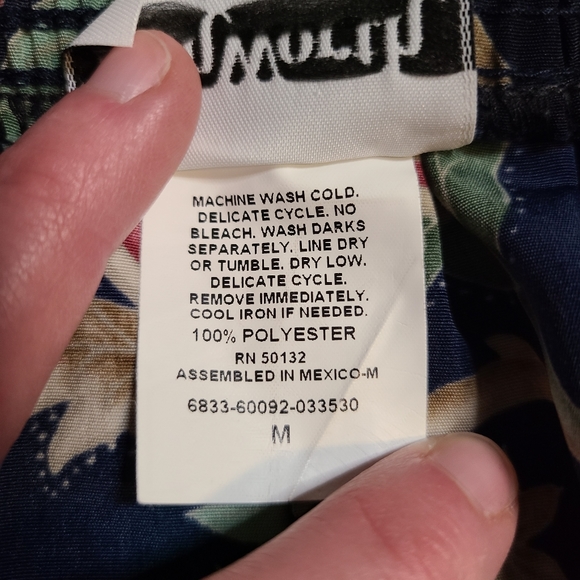 MACHINE WASH COLD.
DELICATE CYCLE. NO
BLEACH. WASH DARKS
SEPARATELY. LINE DRY
OR TUMBLE. DRY LOW.
DELICATE CYCLE.
REMOVE IMMEDIATELY.
COOL IRON IF NEEDED.
100% POLYESTER
RN 50132
ASSEMBLED IN MEXICO-M
6833-60092-033530
M